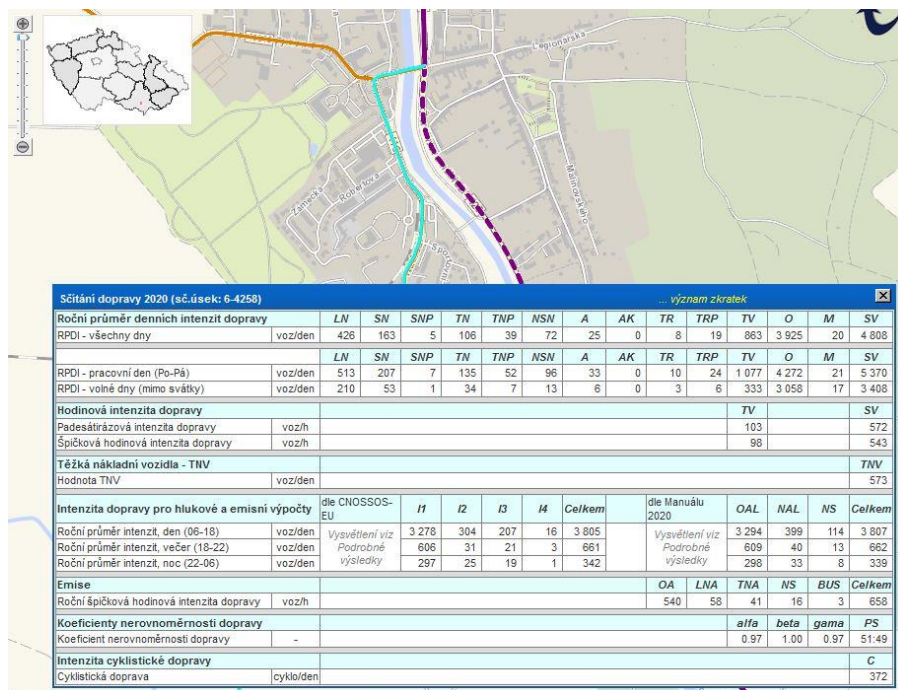 Legionářská
Malinovského
Zámecká
Robertova
Sčítání dopravy 2020 (sč.úsek: 6-4258) ... význam zkratek
Roční průměr denních intenzit dopravy LN SN SNP TN TNP NSN A AK TR TRP TV O M SV
RPDI - všechny dny voz/den 426 163 5 106 39 72 25 0 8 19 863 3 925 20 4 808
LN SN SNP TN TNP NSN A AK TR TRP TV O M SV
RPDI - pracovní den (Po-Pá) voz/den 513 207 7 135 52 96 33 0 10 24 1 077 4 272 21 5 370
RPDI - volné dny (mimo svátky) voz/den 210 53 1 34 7 13 6 0 3 6 333 3 058 17 3 408
Hodinová intenzita dopravy TV SV
Padesátirázová intenzita dopravy voz/h 103 572
Špičková hodinová intenzita dopravy voz/h 98 543
Těžká nákladní vozidla - TNV TNV
Hodnota TNV voz/den 573
Intenzita dopravy pro hlukové a emisní výpočty dle CNOSSOS-EU I1 I2 I3 I4 Celkem dle Manuálu 2020 OAL NAL NS Celkem
Roční průměr intenzit, den (06-18) voz/den Vysvětlení viz 3 278 304 207 16 3 805 Vysvětlení viz 3 294 399 114 3 807
Roční průměr intenzit, večer (18-22) voz/den Podrobné 606 31 21 3 661 Podrobné 609 40 13 662
Roční průměr intenzit, noc (22-06) voz/den výsledky 297 25 19 1 342 výsledky 298 33 8 339
Emise OA LNA TNA NS BUS Celkem
Roční špičková hodinová intenzita dopravy voz/h 540 58 41 16 3 658
Koeficienty nerovnoměrnosti dopravy alfa beta gama PS
Koeficient nerovnoměrnosti dopravy - 0.97 1.00 0.97 51:49
Intenzita cyklistické dopravy C
Cyklistická doprava cyklo/den 372